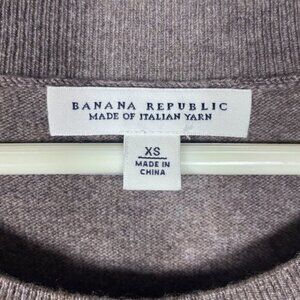 BANANA REPUBLIC
MADE OF ITALIAN YARN
XS
MADE IN
CHINA